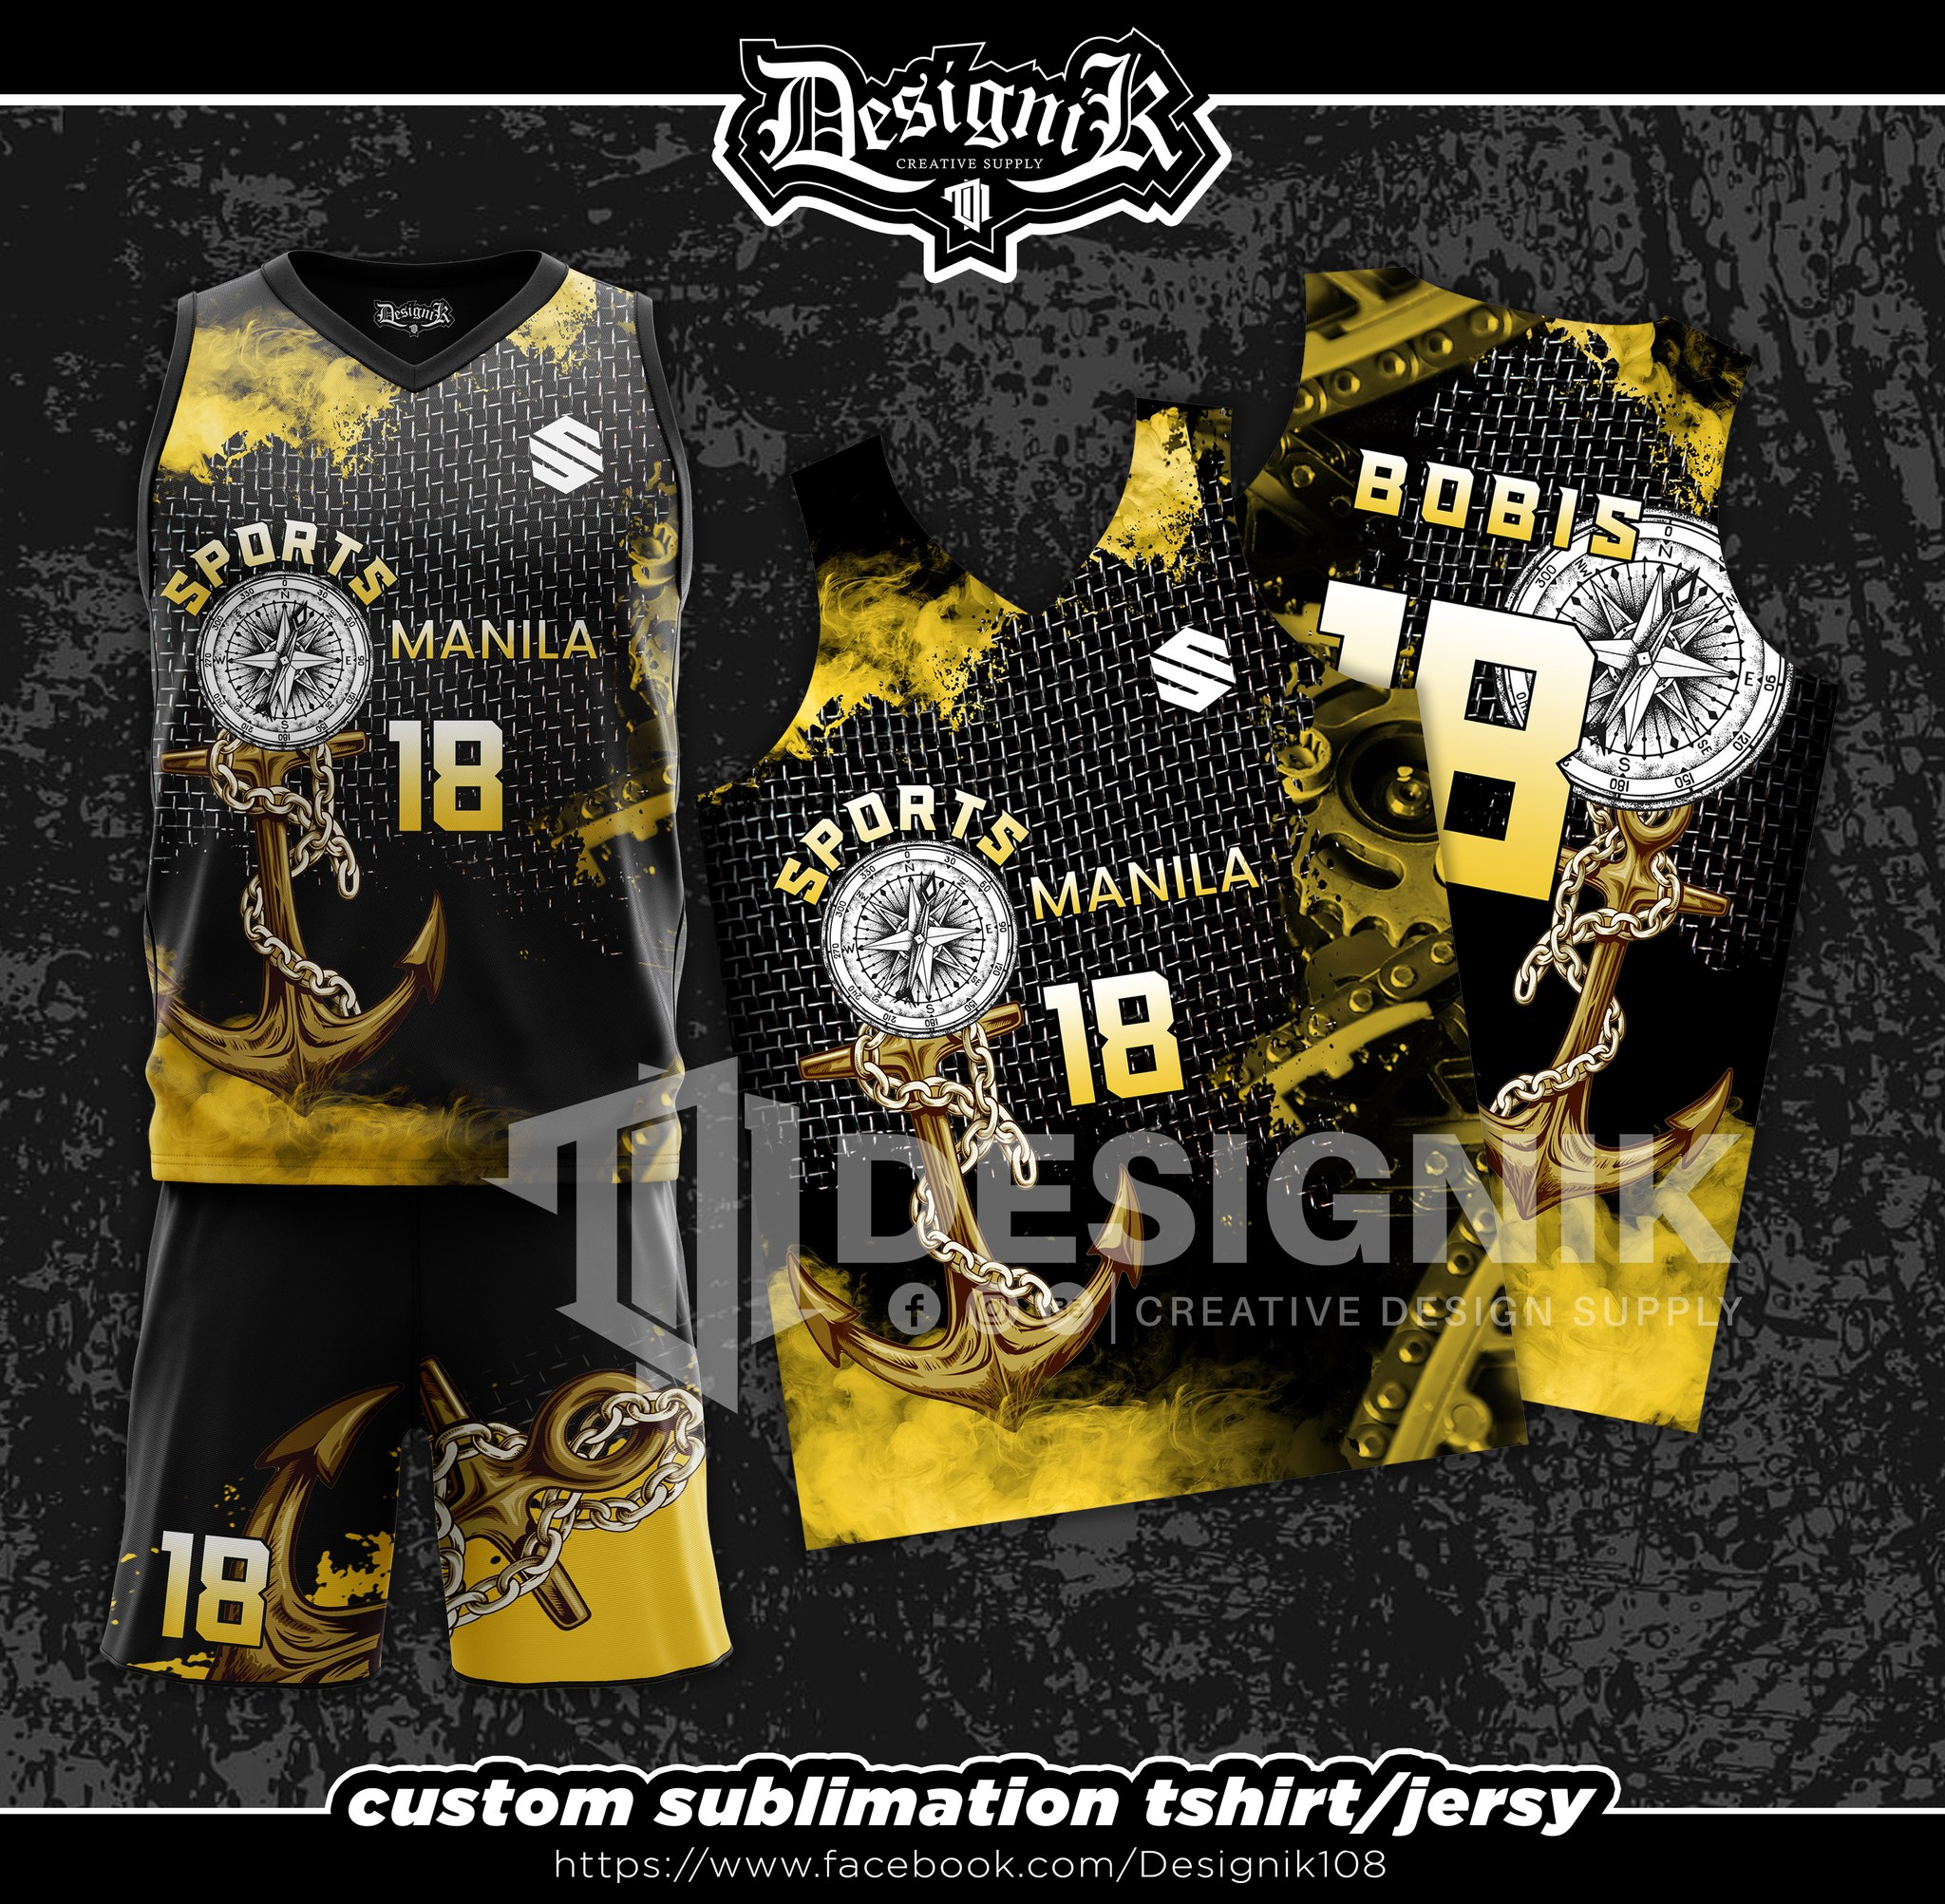 Designik
CREATIVE SUPPLY
Designik
SPORTS
MANILA
18
18
SPORTS
MANILA
18
BOBIS
18
DESIGNIK
CREATIVE DESIGN SUPPLY
custom sublimation tshirt/jersy
https://www.facebook.com/Designik108